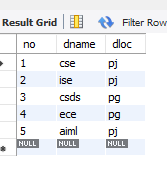 Result Grid Filter Row
no dname dloc
1 cse pj
2 ise pj
3 csds pg
4 ece pg
5 aiml pj
NULL NULL NULL